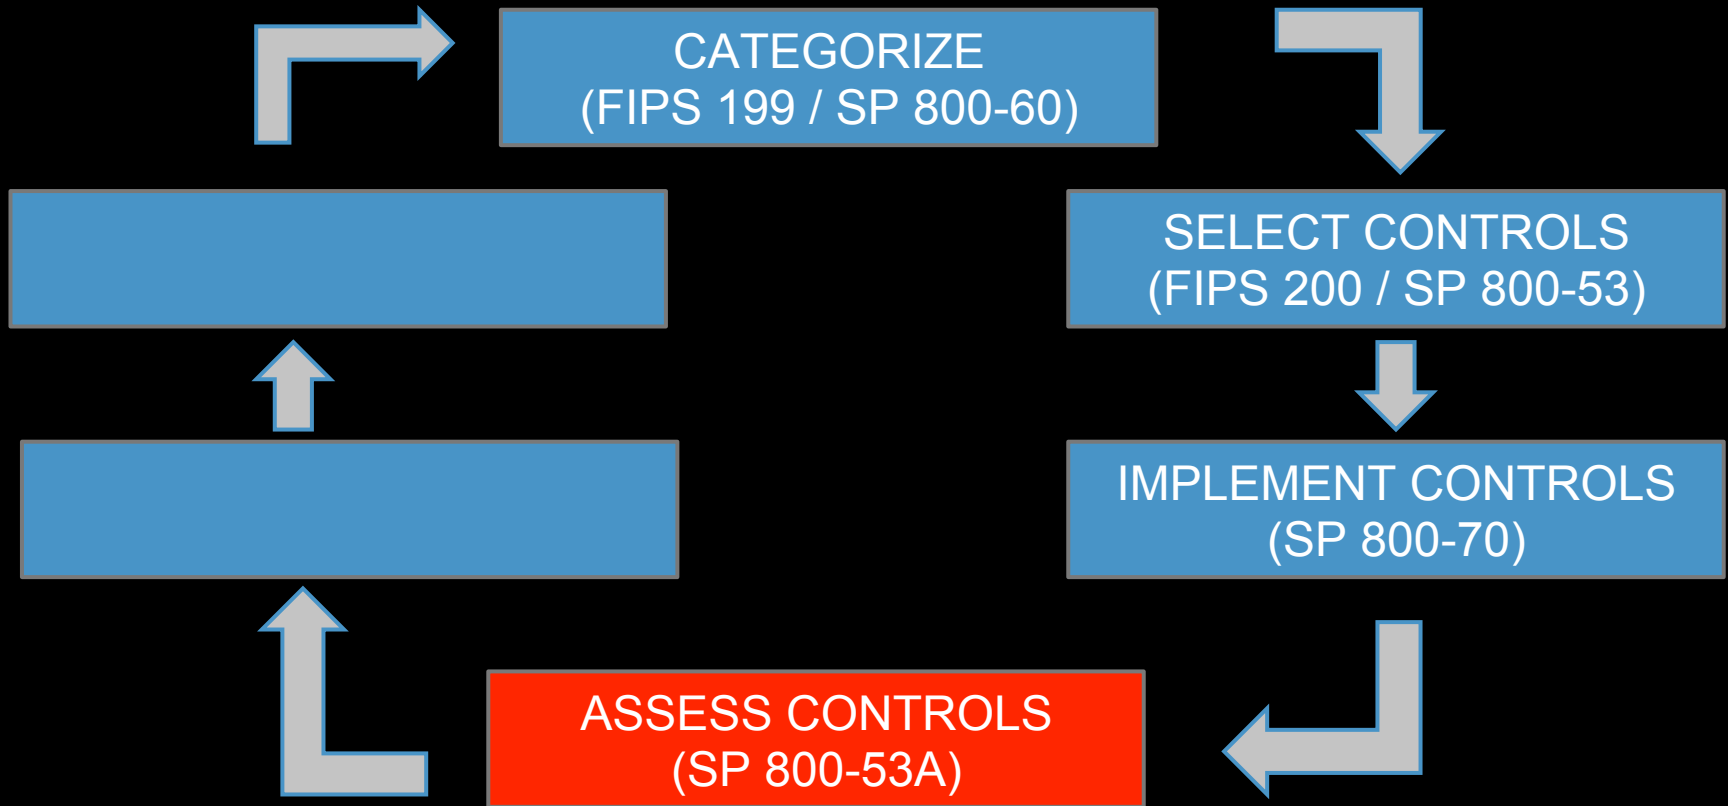 CATEGORIZE
(FIPS 199 / SP 800-60)
SELECT CONTROLS
(FIPS 200 / SP 800-53)
IMPLEMENT CONTROLS
(SP 800-70)
ASSESS CONTROLS
(SP 800-53A)